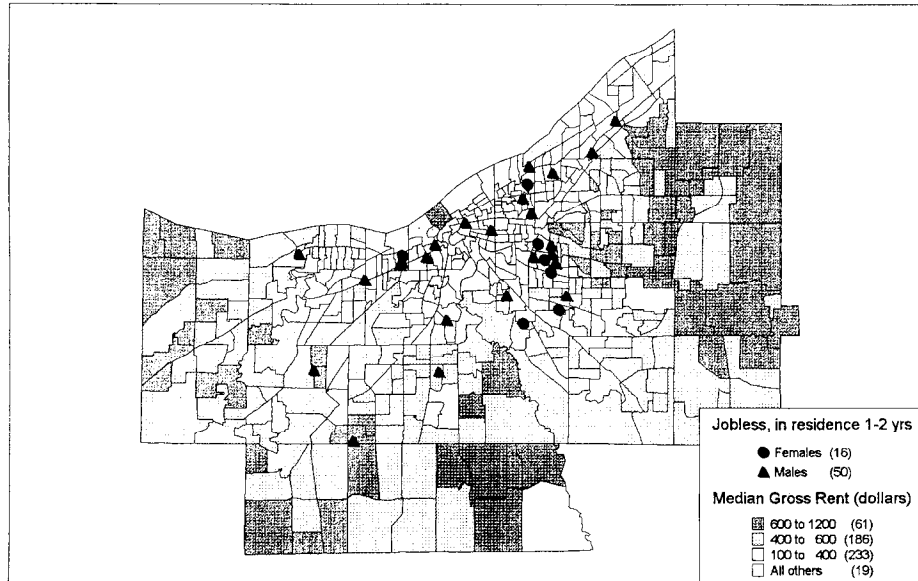 Jobless, in residence 1-2 yrs
Females (16)
Males (50)
Median Gross Rent (dollars)
600 to 1200 (61)
400 to 600 (186)
100 to 400 (233)
All others (19)